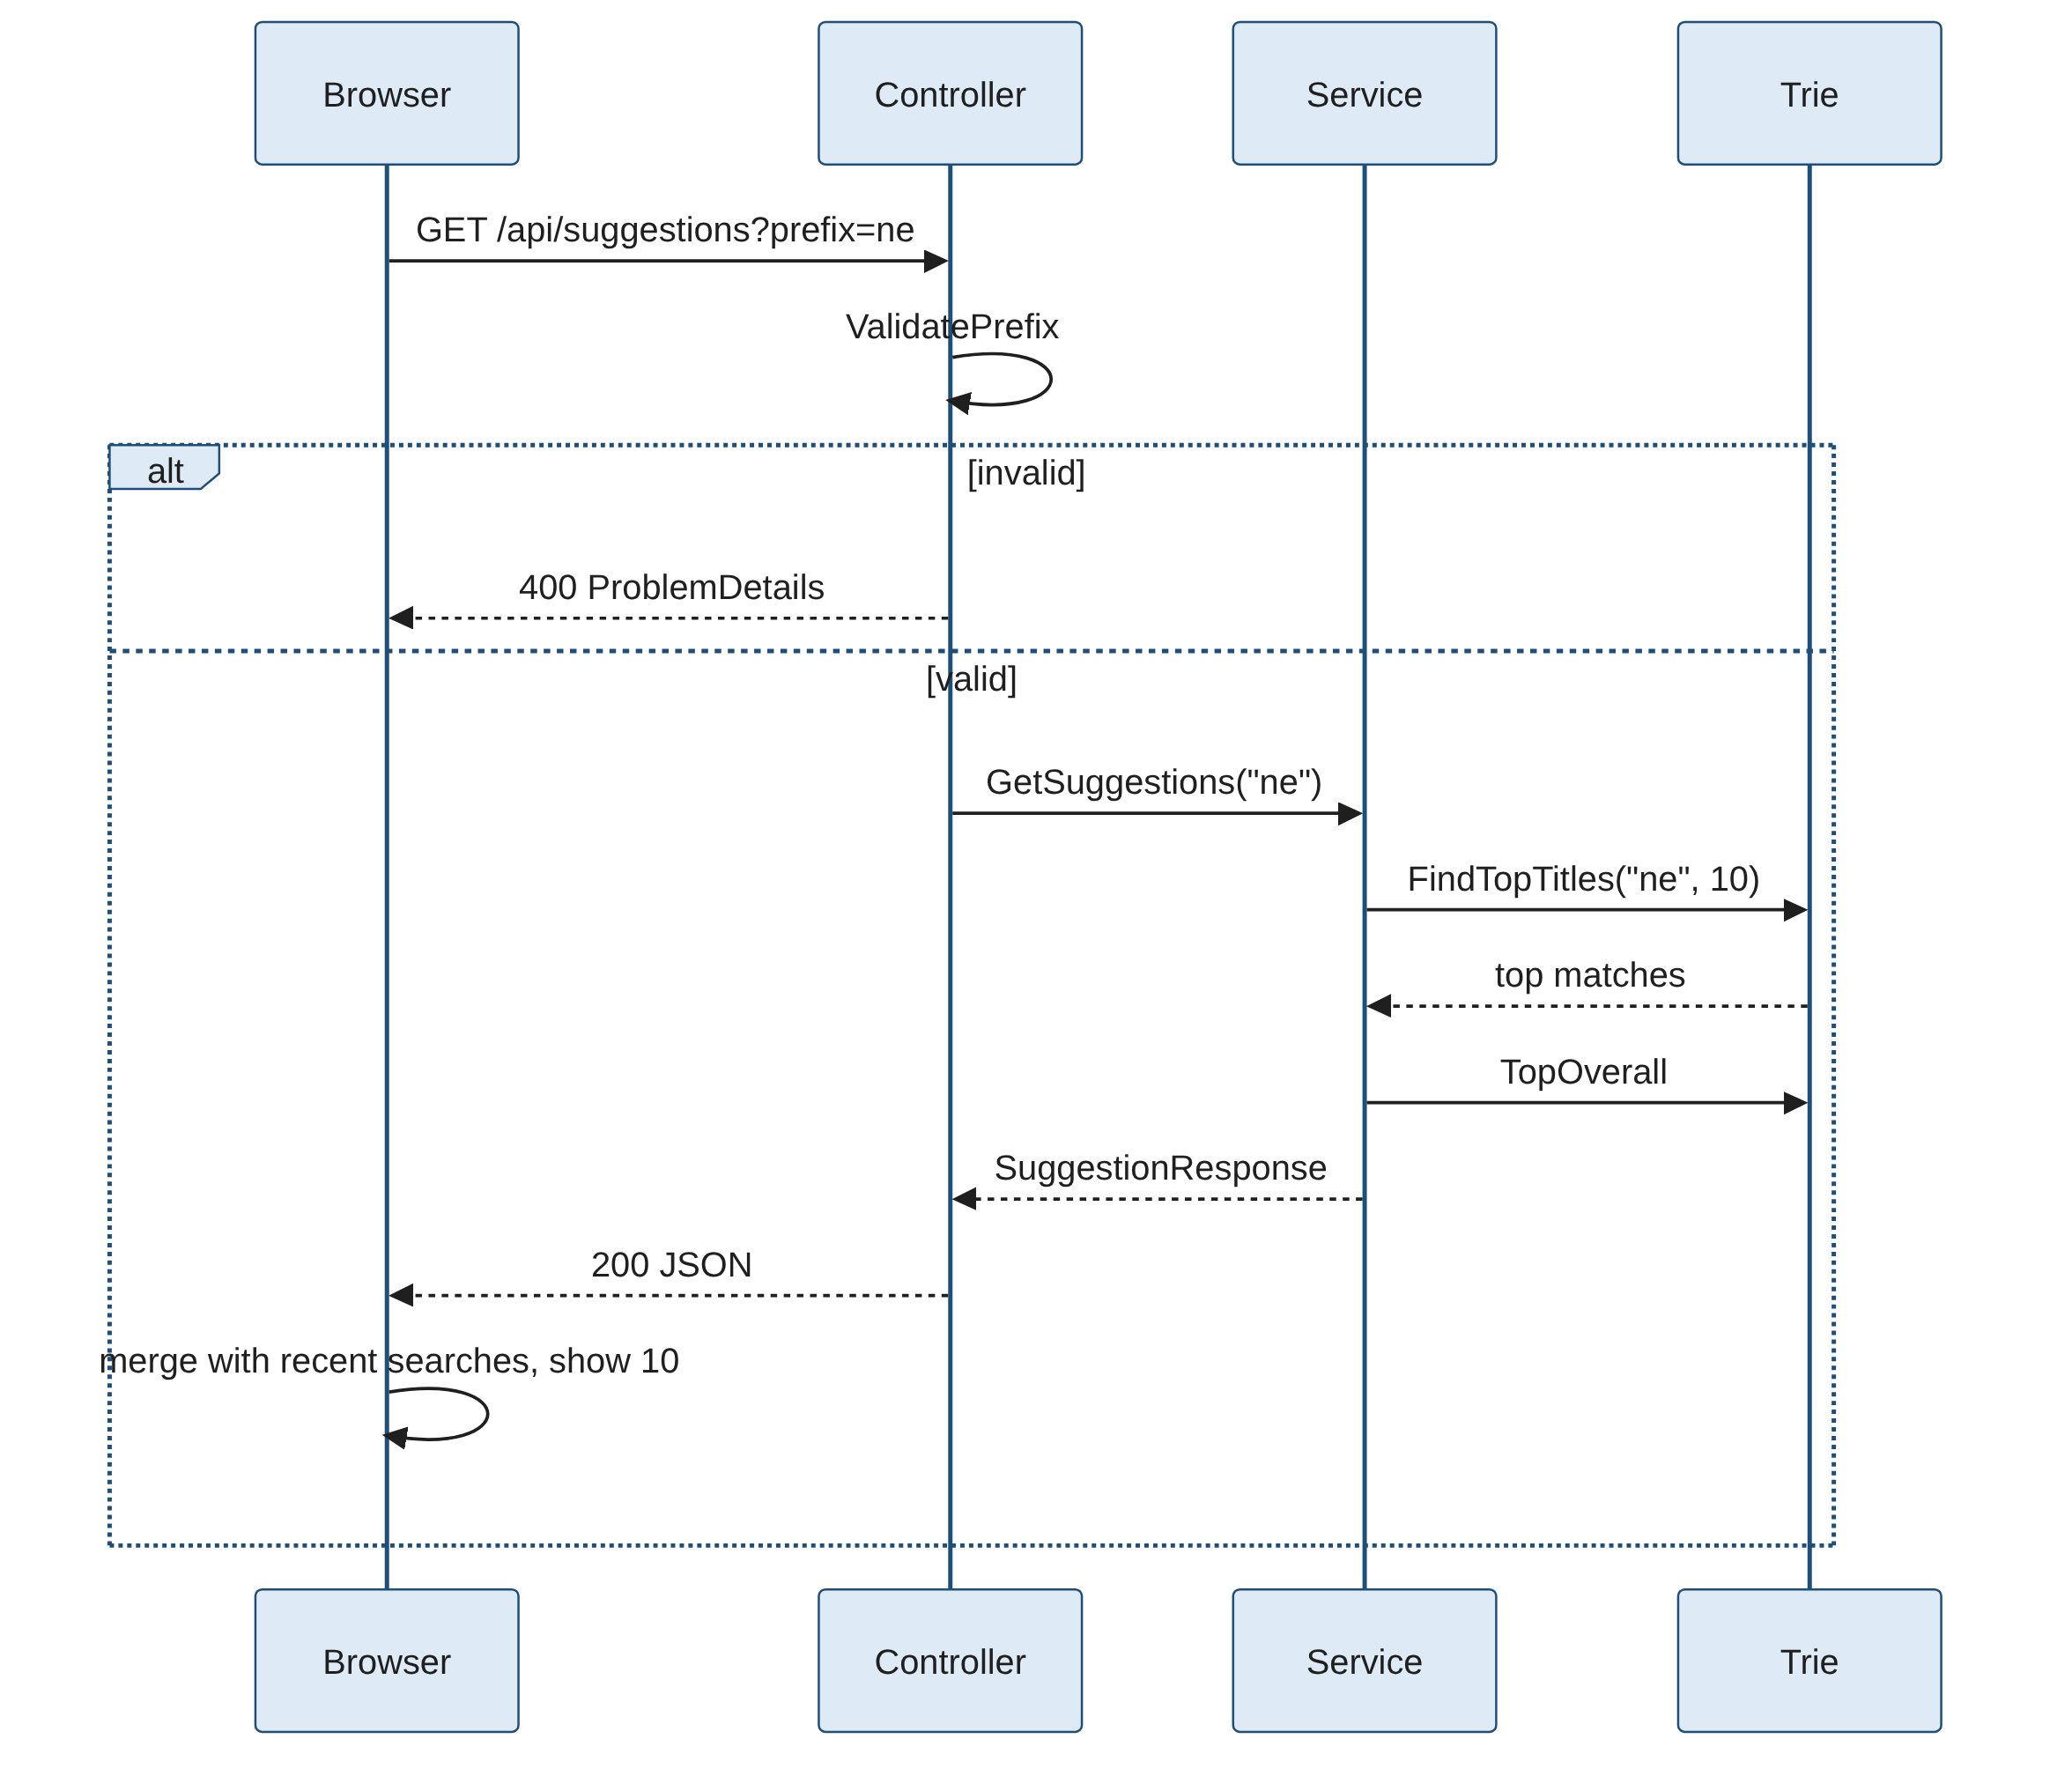 Browser
Controller
Service
Trie
GET /api/suggestions?prefix=ne
ValidatePrefix
alt
[invalid]
400 ProblemDetails
[valid]
GetSuggestions("ne")
FindTopTitles("ne", 10)
top matches
TopOverall
SuggestionResponse
200 JSON
merge with recent searches, show 10
Browser
Controller
Service
Trie